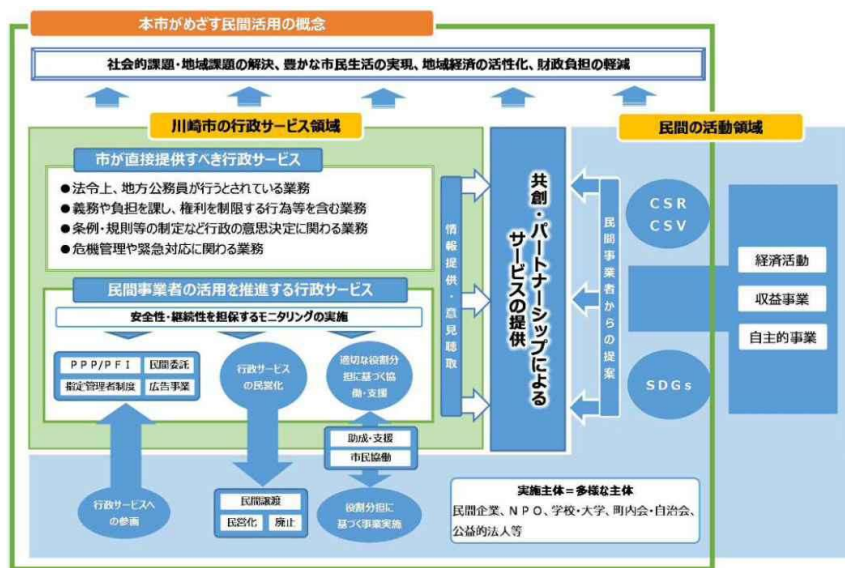 本市がめざす民間活用の概念
社会的課題・地域課題の解決、豊かな市民生活の実現、地域経済の活性化、財政負担の軽減
川崎市の行政サービス領域
民間の活動領域
市が直接提供すべき行政サービス
●法令上、地方公務員が行うとされている業務
●義務や負担を課し、権利を制限する行為等を含む業務
●条例・規則等の制定など行政の意思決定に関わる業務
●危機管理や緊急対応に関わる業務
民間事業者の活用を推進する行政サービス
安全性・継続性を担保するモニタリングの実施
PPP/PFI
民間委託
指定管理者制度
広告事業
行政サービス
の民営化
適切な役割分
担に基づく協
働・支援
情報提供・意見聴取
共創・パートナーシップによる
サービスの提供
民間事業者からの提案
CSR
CSV
SDGs
経済活動
収益事業
自主的事業
助成・支援
市民協働
行政サービスへ
の参画
民間譲渡
民営化
廃止
役割分担に
基づく事業実施
実施主体=多様な主体
民間企業、NPO、学校・大学、町内会・自治会、
公益的法人等